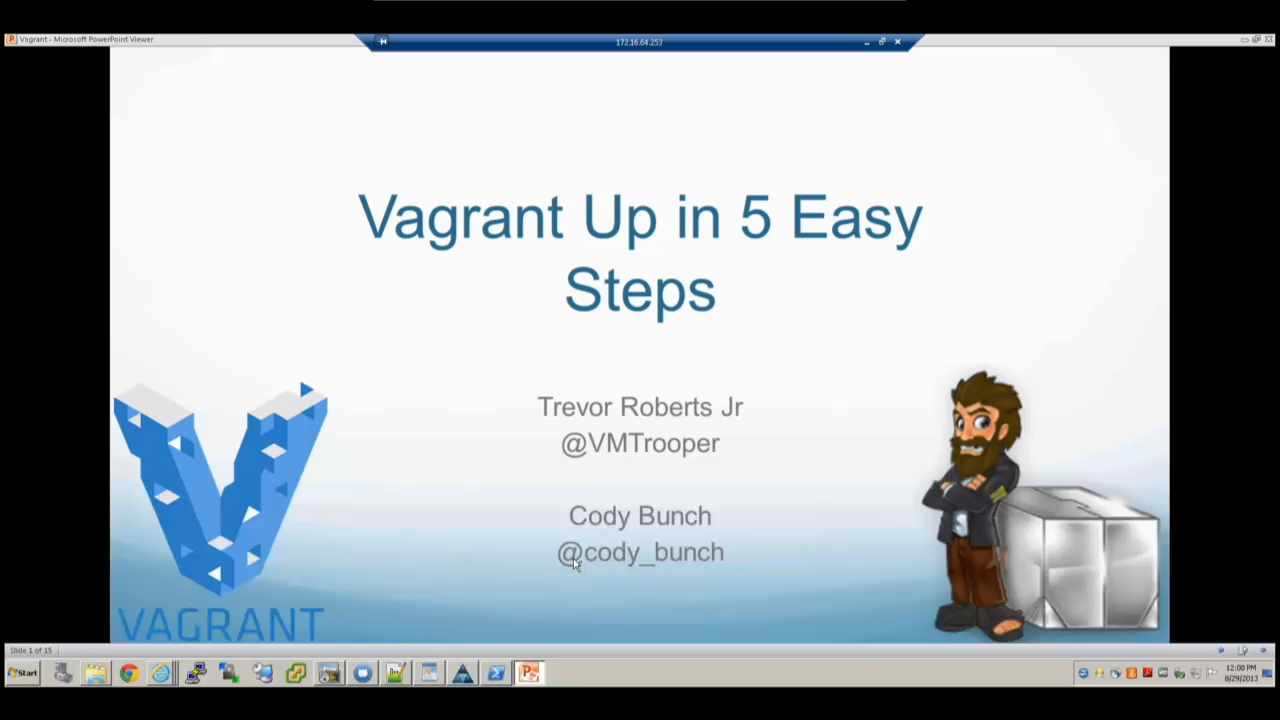 Vagrant - Microsoft PowerPoint Viewer
172.16.64.253
Vagrant Up in 5 Easy
Steps
Trevor Roberts Jr
@VMTrooper
Cody Bunch
@cody_bunch
VAGRANT
Slide 1 of 15
Start
12:08 PM
8/29/2013